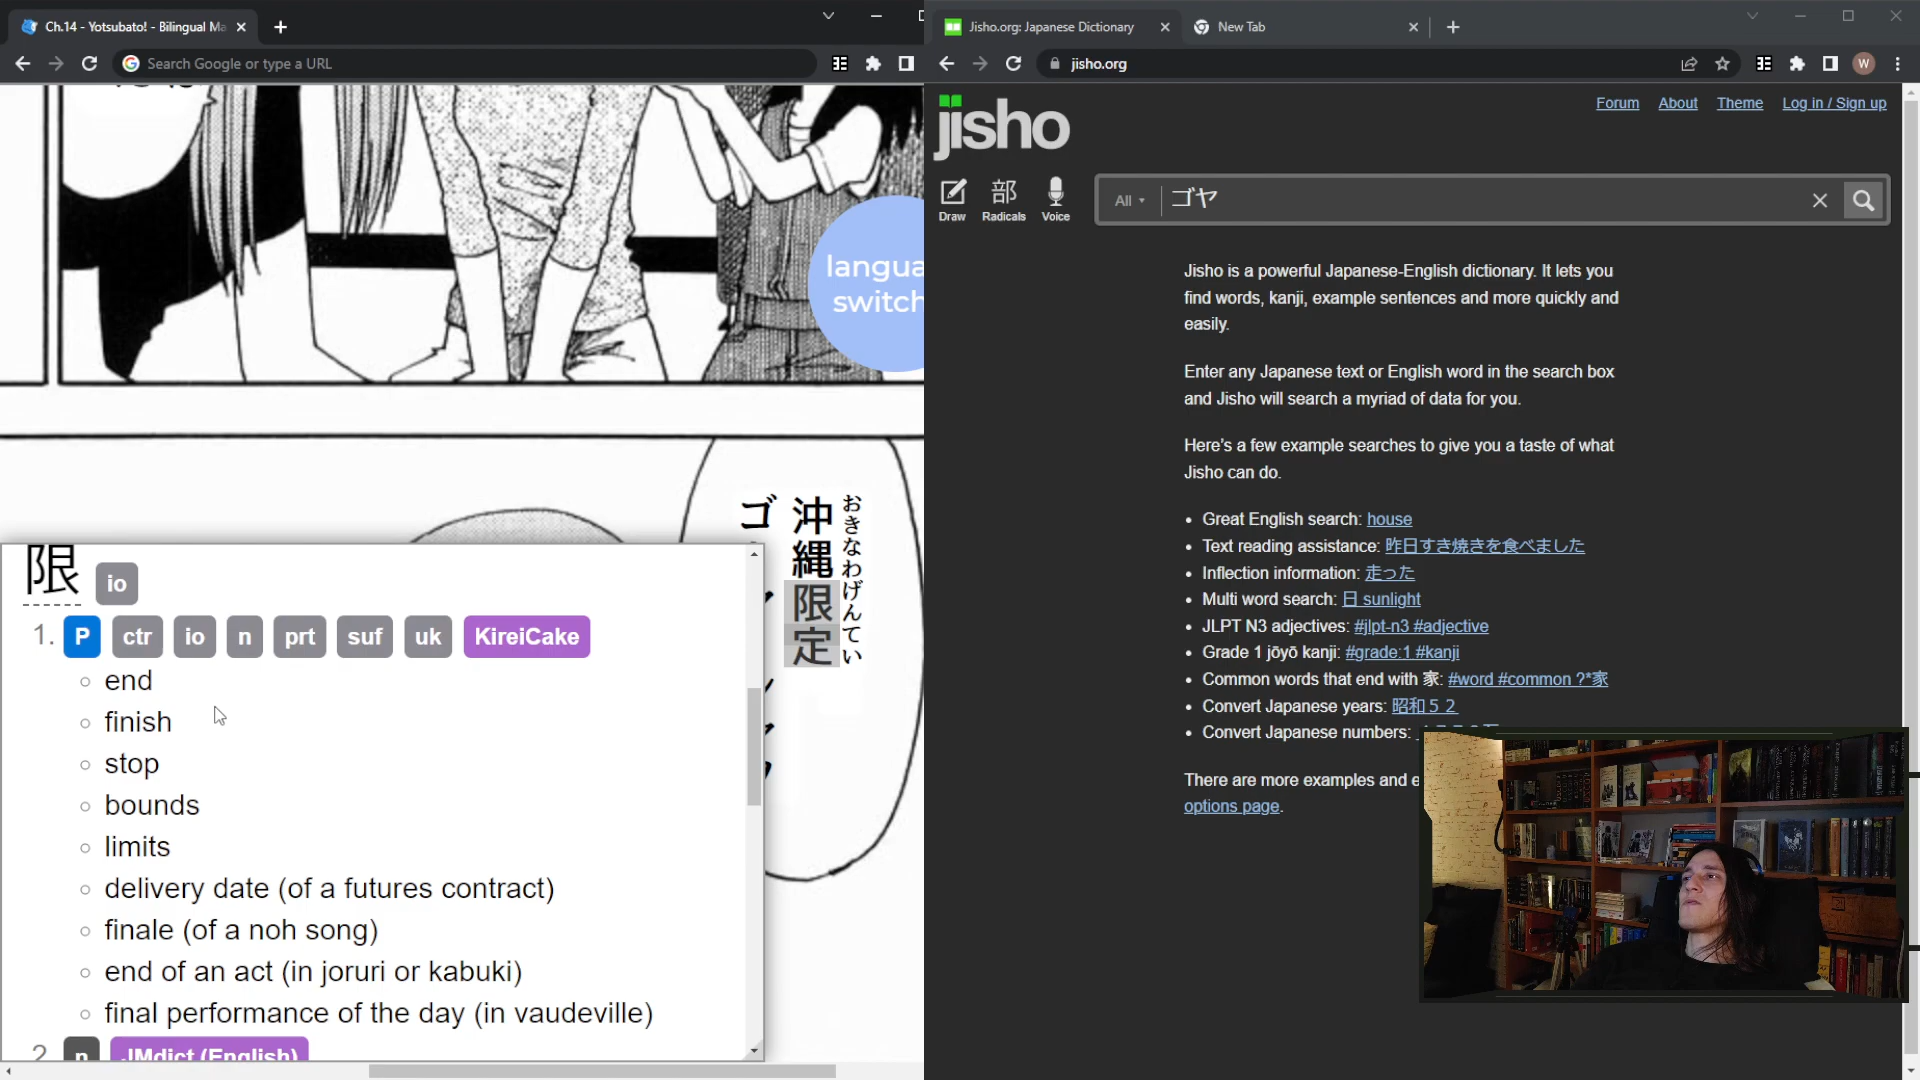 Ch.14 - Yotsubato! - Bilingual Ma
Search Google or type a URL
langua
switch
おきなわげんてい
沖縄限定
ゴ
限 io
1. P ctr io n prt suf uk KireiCake
end
finish
stop
bounds
limits
delivery date (of a futures contract)
finale (of a noh song)
end of an act (in joruri or kabuki)
final performance of the day (in vaudeville)
2. n JMdict (English)
Jisho.org: Japanese Dictionary
New Tab
jisho.org
W
Forum About Theme Log in / Sign up
jisho
部
Draw Radicals Voice
All ゴヤ
Jisho is a powerful Japanese-English dictionary. It lets you
find words, kanji, example sentences and more quickly and
easily.
Enter any Japanese text or English word in the search box
and Jisho will search a myriad of data for you.
Here's a few example searches to give you a taste of what
Jisho can do.
Great English search: house
Text reading assistance: 昨日すき焼きを食べました
Inflection information: 走った
Multi word search: 日 sunlight
JLPT N3 adjectives: #jlpt-n3 #adjective
Grade 1 jōyō kanji: #grade:1 #kanji
Common words that end with 家: #word #common ?*家
Convert Japanese years: 昭和５２
Convert Japanese numbers:
There are more examples and e
options page.